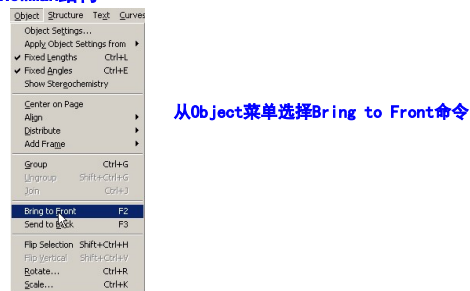 Object Structure Text Curves
Object Settings...
Apply Object Settings from
Fixed Lengths Ctrl+L
Fixed Angles Ctrl+E
Show Stereochemistry
Center on Page
Align
Distribute
Add Frame
Group Ctrl+G
Ungroup Shift+Ctrl+G
Join Ctrl+J
Bring to Front F2
Send to Back F3
Flip Selection Shift+Ctrl+H
Flip Vertical Shift+Ctrl+V
Rotate... Ctrl+R
Scale... Ctrl+K
从Object菜单选择Bring to Front命令